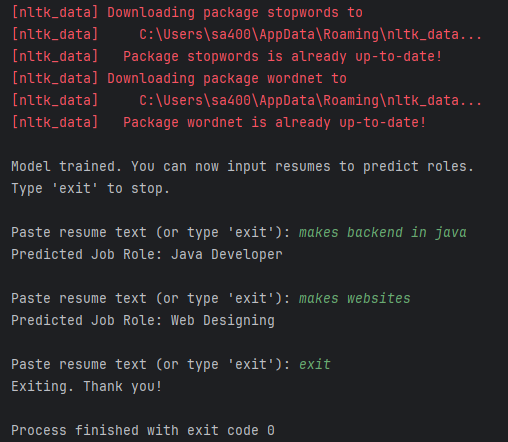 [nltk_data] Downloading package stopwords to
[nltk_data]     C:\Users\sa400\AppData\Roaming\nltk_data...
[nltk_data]   Package stopwords is already up-to-date!
[nltk_data] Downloading package wordnet to
[nltk_data]     C:\Users\sa400\AppData\Roaming\nltk_data...
[nltk_data]   Package wordnet is already up-to-date!
Model trained. You can now input resumes to predict roles.
Type 'exit' to stop.
Paste resume text (or type 'exit'): makes backend in java
Predicted Job Role: Java Developer
Paste resume text (or type 'exit'): makes websites
Predicted Job Role: Web Designing
Paste resume text (or type 'exit'): exit
Exiting. Thank you!
Process finished with exit code 0